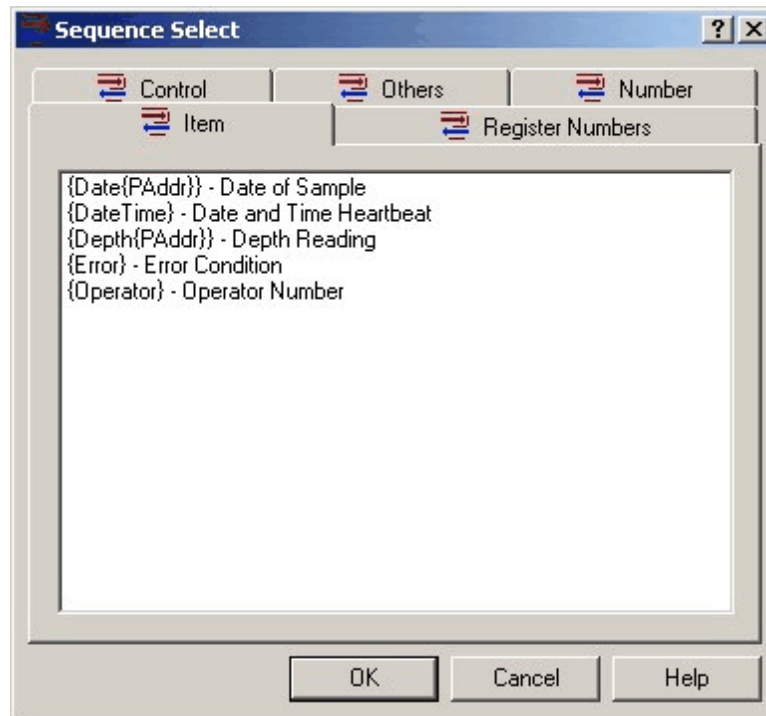 Sequence Select
Control Others Number
Item Register Numbers
{Date{PAddr}} - Date of Sample
{DateTime} - Date and Time Heartbeat
{Depth{PAddr}} - Depth Reading
{Error} - Error Condition
{Operator} - Operator Number
OK Cancel Help